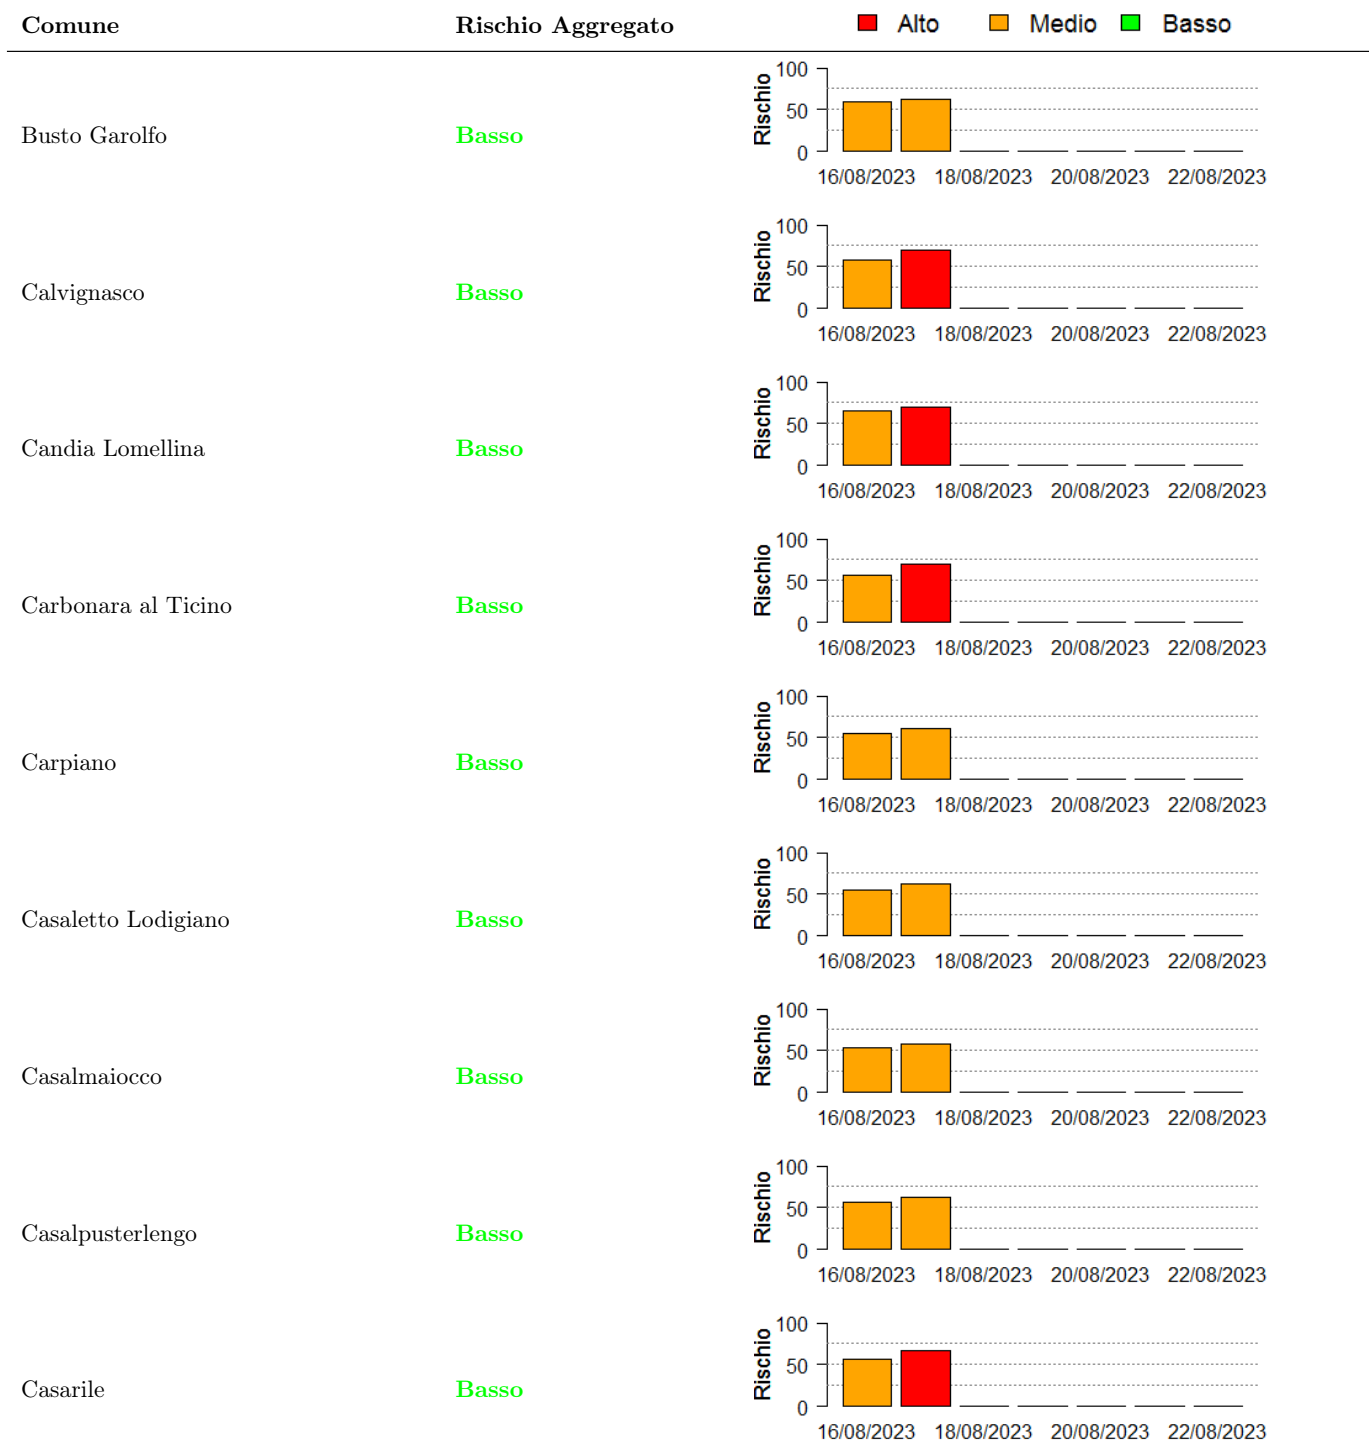 Comune Rischio Aggregato Alto Medio Basso
100
50
0
Rischio
Busto Garolfo Basso
16/08/2023 18/08/2023 20/08/2023 22/08/2023
100
50
0
Rischio
Calvignasco Basso
16/08/2023 18/08/2023 20/08/2023 22/08/2023
100
50
0
Rischio
Candia Lomellina Basso
16/08/2023 18/08/2023 20/08/2023 22/08/2023
100
50
0
Rischio
Carbonara al Ticino Basso
16/08/2023 18/08/2023 20/08/2023 22/08/2023
100
50
0
Rischio
Carpiano Basso
16/08/2023 18/08/2023 20/08/2023 22/08/2023
100
50
0
Rischio
Casaletto Lodigiano Basso
16/08/2023 18/08/2023 20/08/2023 22/08/2023
100
50
0
Rischio
Casalmaiocco Basso
16/08/2023 18/08/2023 20/08/2023 22/08/2023
100
50
0
Rischio
Casalpusterlengo Basso
16/08/2023 18/08/2023 20/08/2023 22/08/2023
100
50
0
Rischio
Casarile Basso
16/08/2023 18/08/2023 20/08/2023 22/08/2023